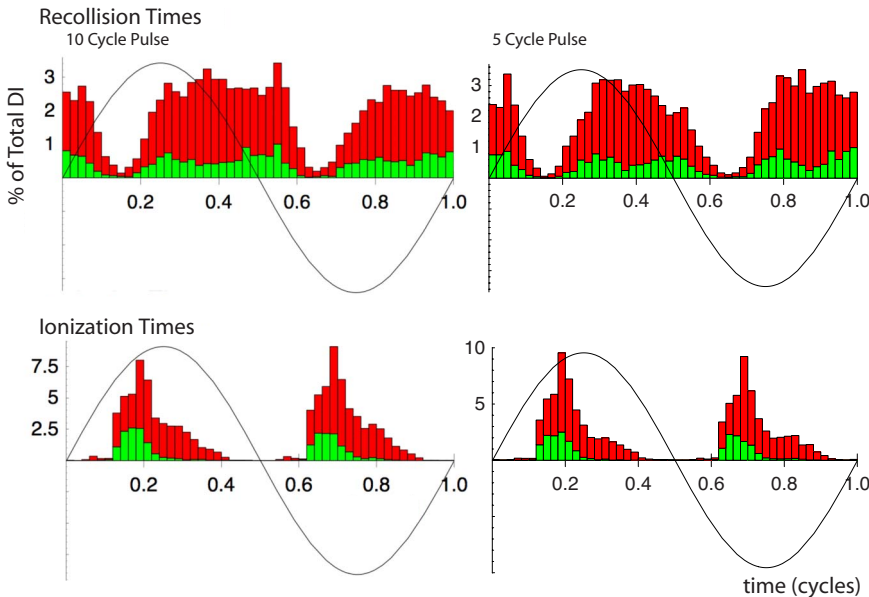 Recollision Times
10 Cycle Pulse
5 Cycle Pulse
% of Total DI
3
2
1
0.2 0.4 0.6 0.8 1.0
3
2
1
0.2 0.4 0.6 0.8 1.0
Ionization Times
7.5
5
2.5
0.2 0.4 0.6 0.8 1.0
10
5
0.2 0.4 0.6 0.8 1.0
time (cycles)